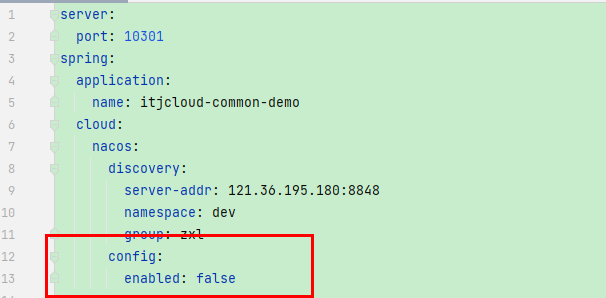 1 server:
2   port: 10301
3 spring:
4   application:
5     name: itjcloud-common-demo
6   cloud:
7     nacos:
8       discovery:
9         server-addr: 121.36.195.180:8848
10         namespace: dev
11         group: zxl
12       config:
13         enabled: false